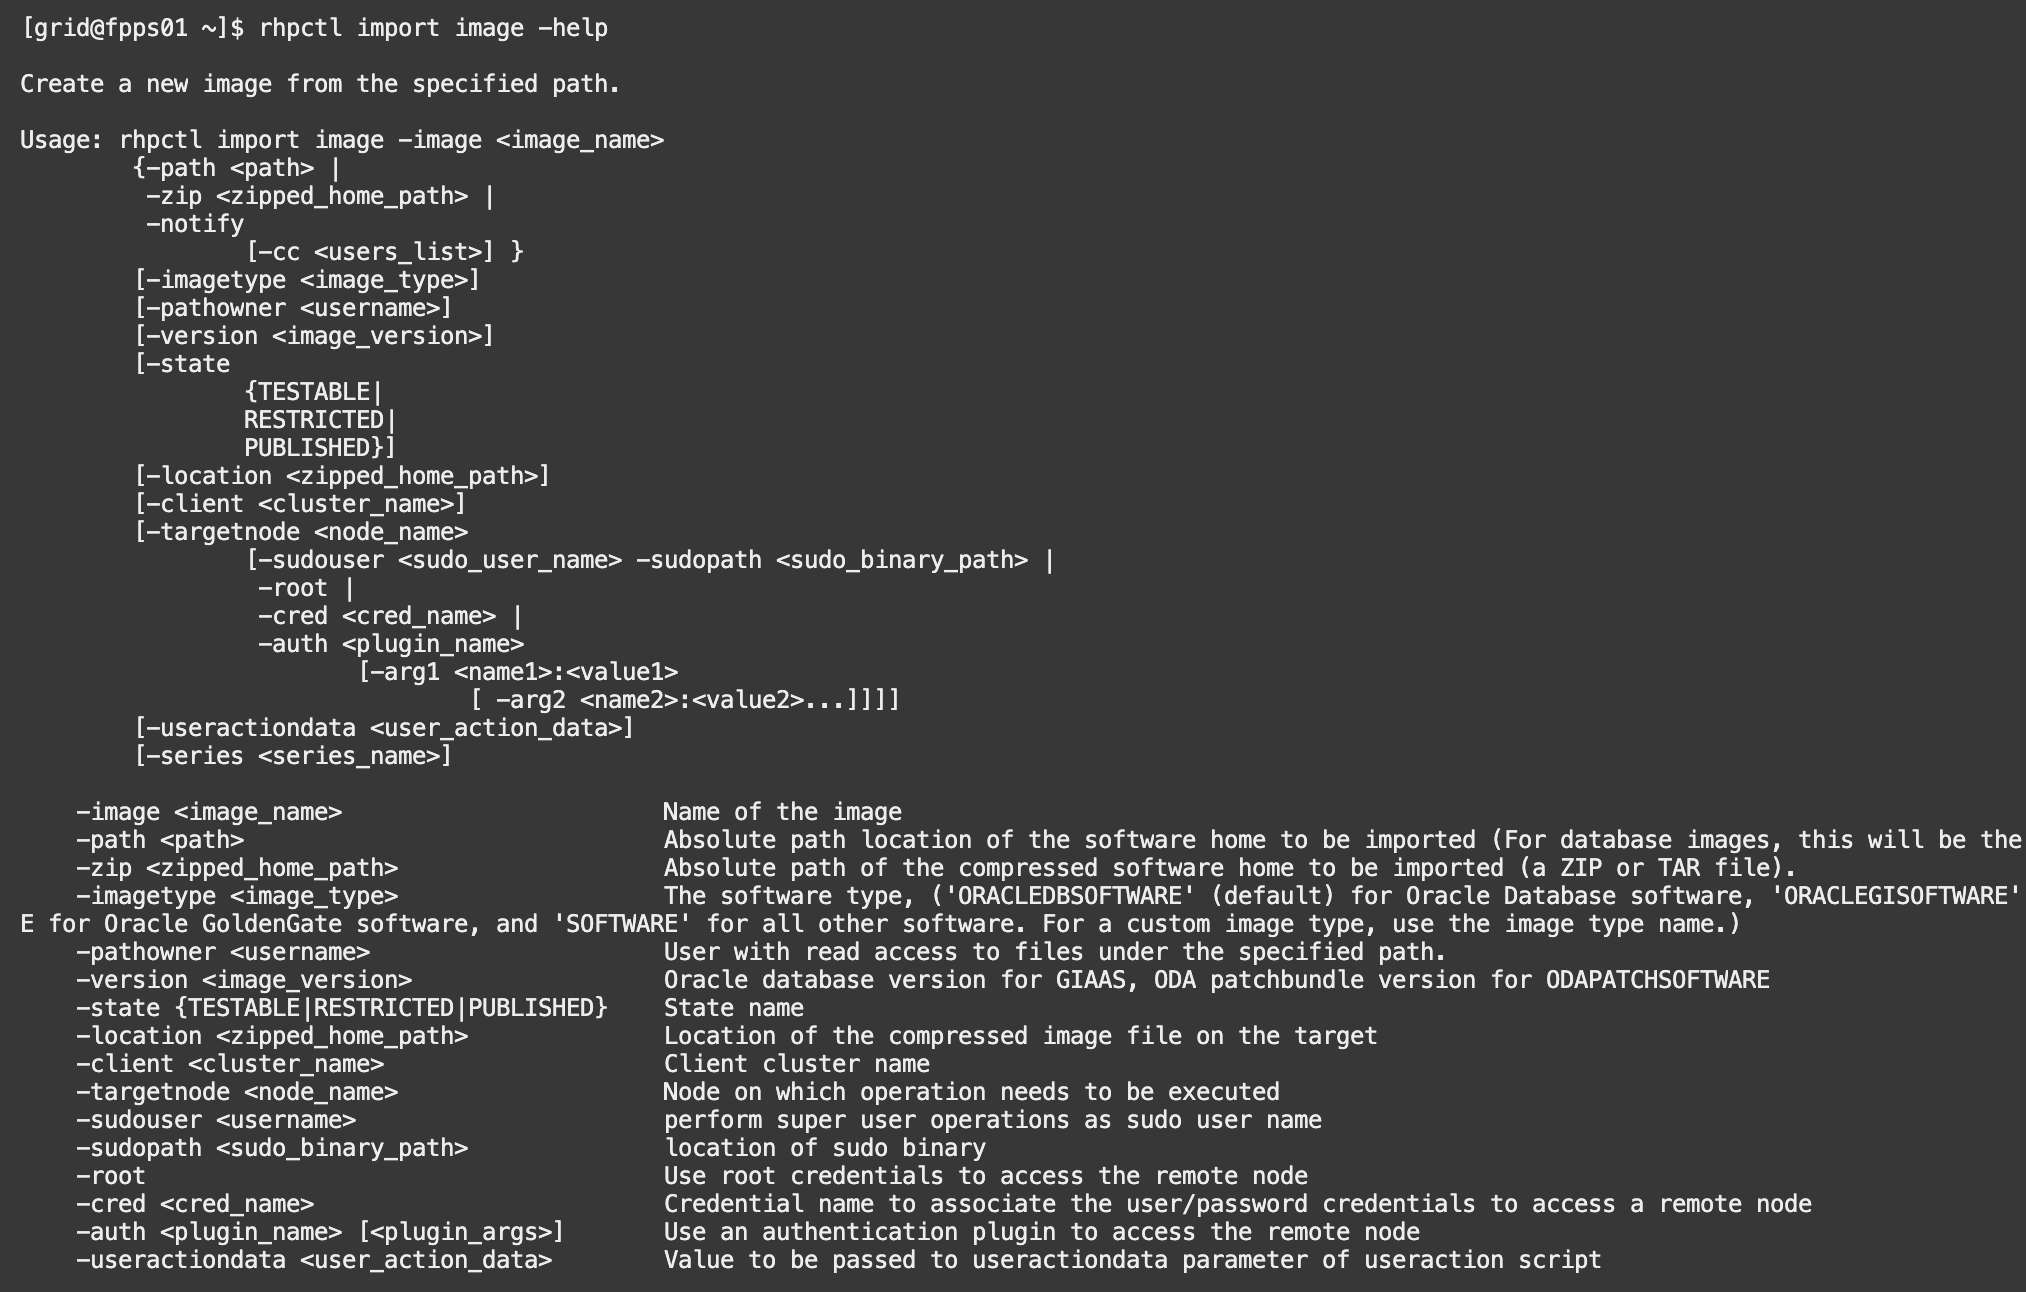 [grid@fpps01 ~]$ rhpctl import image -help
Create a new image from the specified path.
Usage: rhpctl import image -image <image_name>
{-path <path> |
-zip <zipped_home_path> |
-notify
[-cc <users_list>] }
[-imagetype <image_type>]
[-pathowner <username>]
[-version <image_version>]
[-state
{TESTABLE|
RESTRICTED|
PUBLISHED}]
[-location <zipped_home_path>]
[-client <cluster_name>]
[-targetnode <node_name>
[-sudouser <sudo_user_name> -sudopath <sudo_binary_path> |
-root |
-cred <cred_name> |
-auth <plugin_name>
[-arg1 <name1>:<value1>
[ -arg2 <name2>:<value2>...]]]]
[-useractiondata <user_action_data>]
[-series <series_name>]
-image <image_name> Name of the image
-path <path> Absolute path location of the software home to be imported (For database images, this will be the
-zip <zipped_home_path> Absolute path of the compressed software home to be imported (a ZIP or TAR file).
-imagetype <image_type> The software type, ('ORACLEDBSOFTWARE' (default) for Oracle Database software, 'ORACLEGISOFTWARE'
E for Oracle GoldenGate software, and 'SOFTWARE' for all other software. For a custom image type, use the image type name.)
-pathowner <username> User with read access to files under the specified path.
-version <image_version> Oracle database version for GIAAS, ODA patchbundle version for ODAPATCHSOFTWARE
-state {TESTABLE|RESTRICTED|PUBLISHED} State name
-location <zipped_home_path> Location of the compressed image file on the target
-client <cluster_name> Client cluster name
-targetnode <node_name> Node on which operation needs to be executed
-sudouser <username> perform super user operations as sudo user name
-sudopath <sudo_binary_path> location of sudo binary
-root Use root credentials to access the remote node
-cred <cred_name> Credential name to associate the user/password credentials to access a remote node
-auth <plugin_name> [<plugin_args>] Use an authentication plugin to access the remote node
-useractiondata <user_action_data> Value to be passed to useractiondata parameter of useraction script